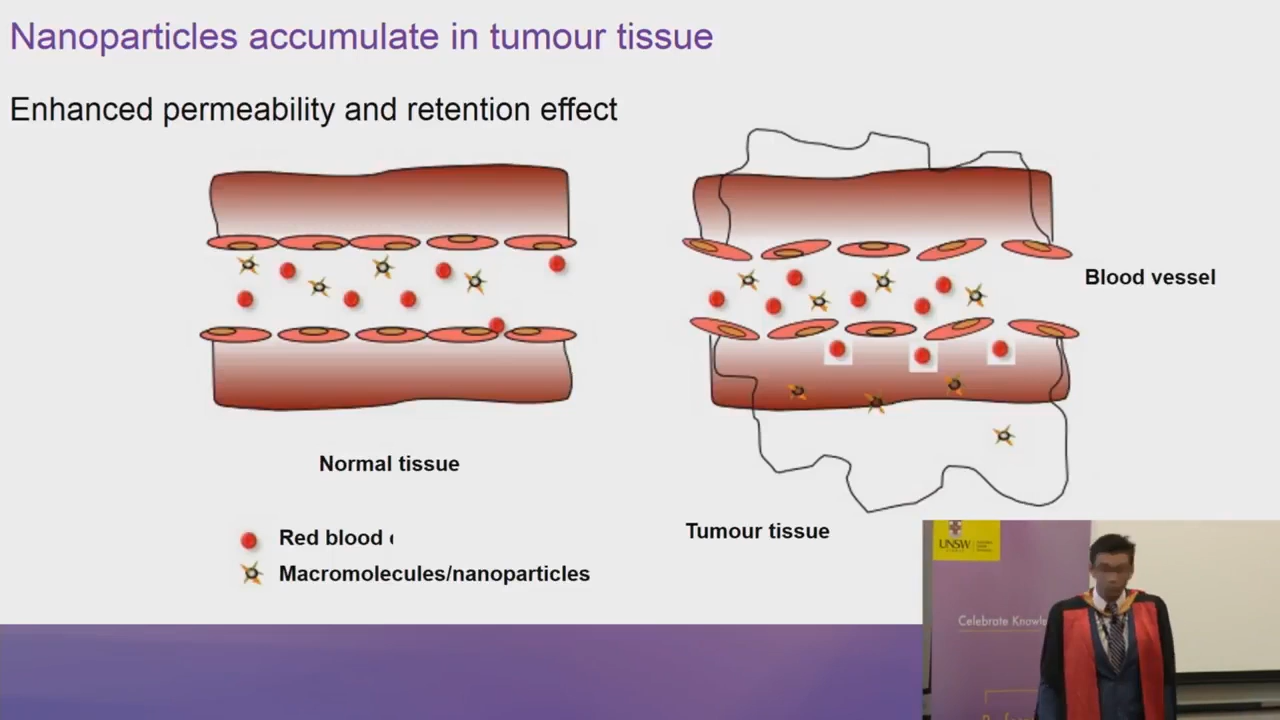 Nanoparticles accumulate in tumour tissue
Enhanced permeability and retention effect
Blood vessel
Normal tissue
Tumour tissue
Red blood
Macromolecules/nanoparticles
UNSW
Celebrate